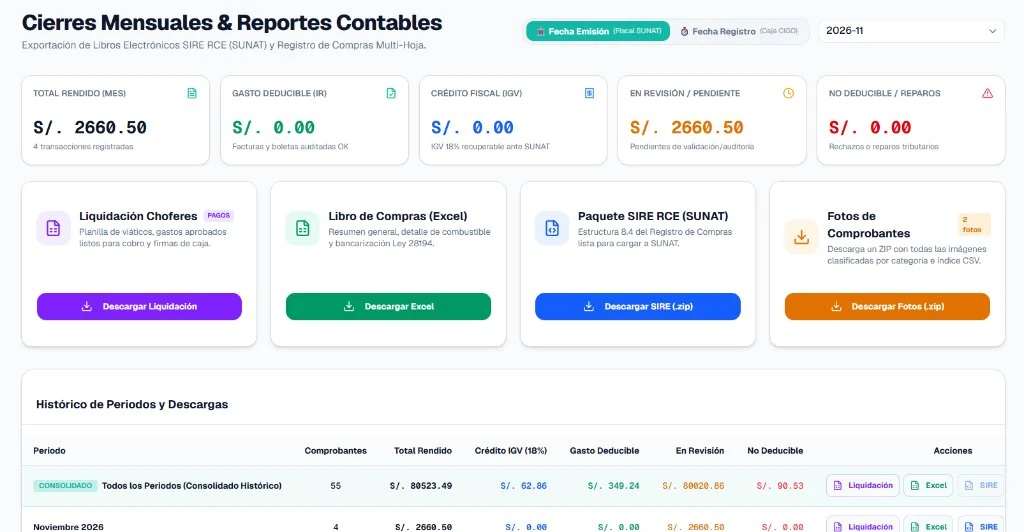 Cierres Mensuales & Reportes Contables
Exportación de Libros Electrónicos SIRE RCE (SUNAT) y Registro de Compras Multi-Hoja.
Fecha Emisión (Fiscal SUNAT)
Fecha Registro (Caja CIGO)
2026-11
TOTAL RENDIDO (MES)
S/. 2660.50
4 transacciones registradas
GASTO DEDUCIBLE (IR)
S/. 0.00
Facturas y boletas auditadas OK
CRÉDITO FISCAL (IGV)
S/. 0.00
IGV 18% recuperable ante SUNAT
EN REVISIÓN / PENDIENTE
S/. 2660.50
Pendientes de validación/auditoría
NO DEDUCIBLE / REPAROS
S/. 0.00
Rechazos o reparos tributarios
Liquidación Choferes PAGOS
Planilla de viáticos, gastos aprobados
listos para cobro y firmas de caja.
Descargar Liquidación
Libro de Compras (Excel)
Resumen general, detalle de combustible
y bancarización Ley 28194.
Descargar Excel
Paquete SIRE RCE (SUNAT)
Estructura 8.4 del Registro de Compras
lista para cargar a SUNAT.
Descargar SIRE (.zip)
Fotos de
Comprobantes
2
fotos
Descarga un ZIP con todas las imágenes
clasificadas por categoría e índice CSV.
Descargar Fotos (.zip)
Histórico de Periodos y Descargas
Periodo Comprobantes Total Rendido Crédito IGV (18%) Gasto Deducible En Revisión No Deducible Acciones
CONSOLIDADO Todos los Periodos (Consolidado Histórico) 55 S/. 80523.49 S/. 62.86 S/. 349.24 S/. 80020.86 S/. 90.53 Liquidación Excel SIRE
Noviembre 2026 4 S/. 2660.50 S/. 0.00 S/. 0.00 S/. 2660.50 S/. 0.00 Liquidación Excel SIRE